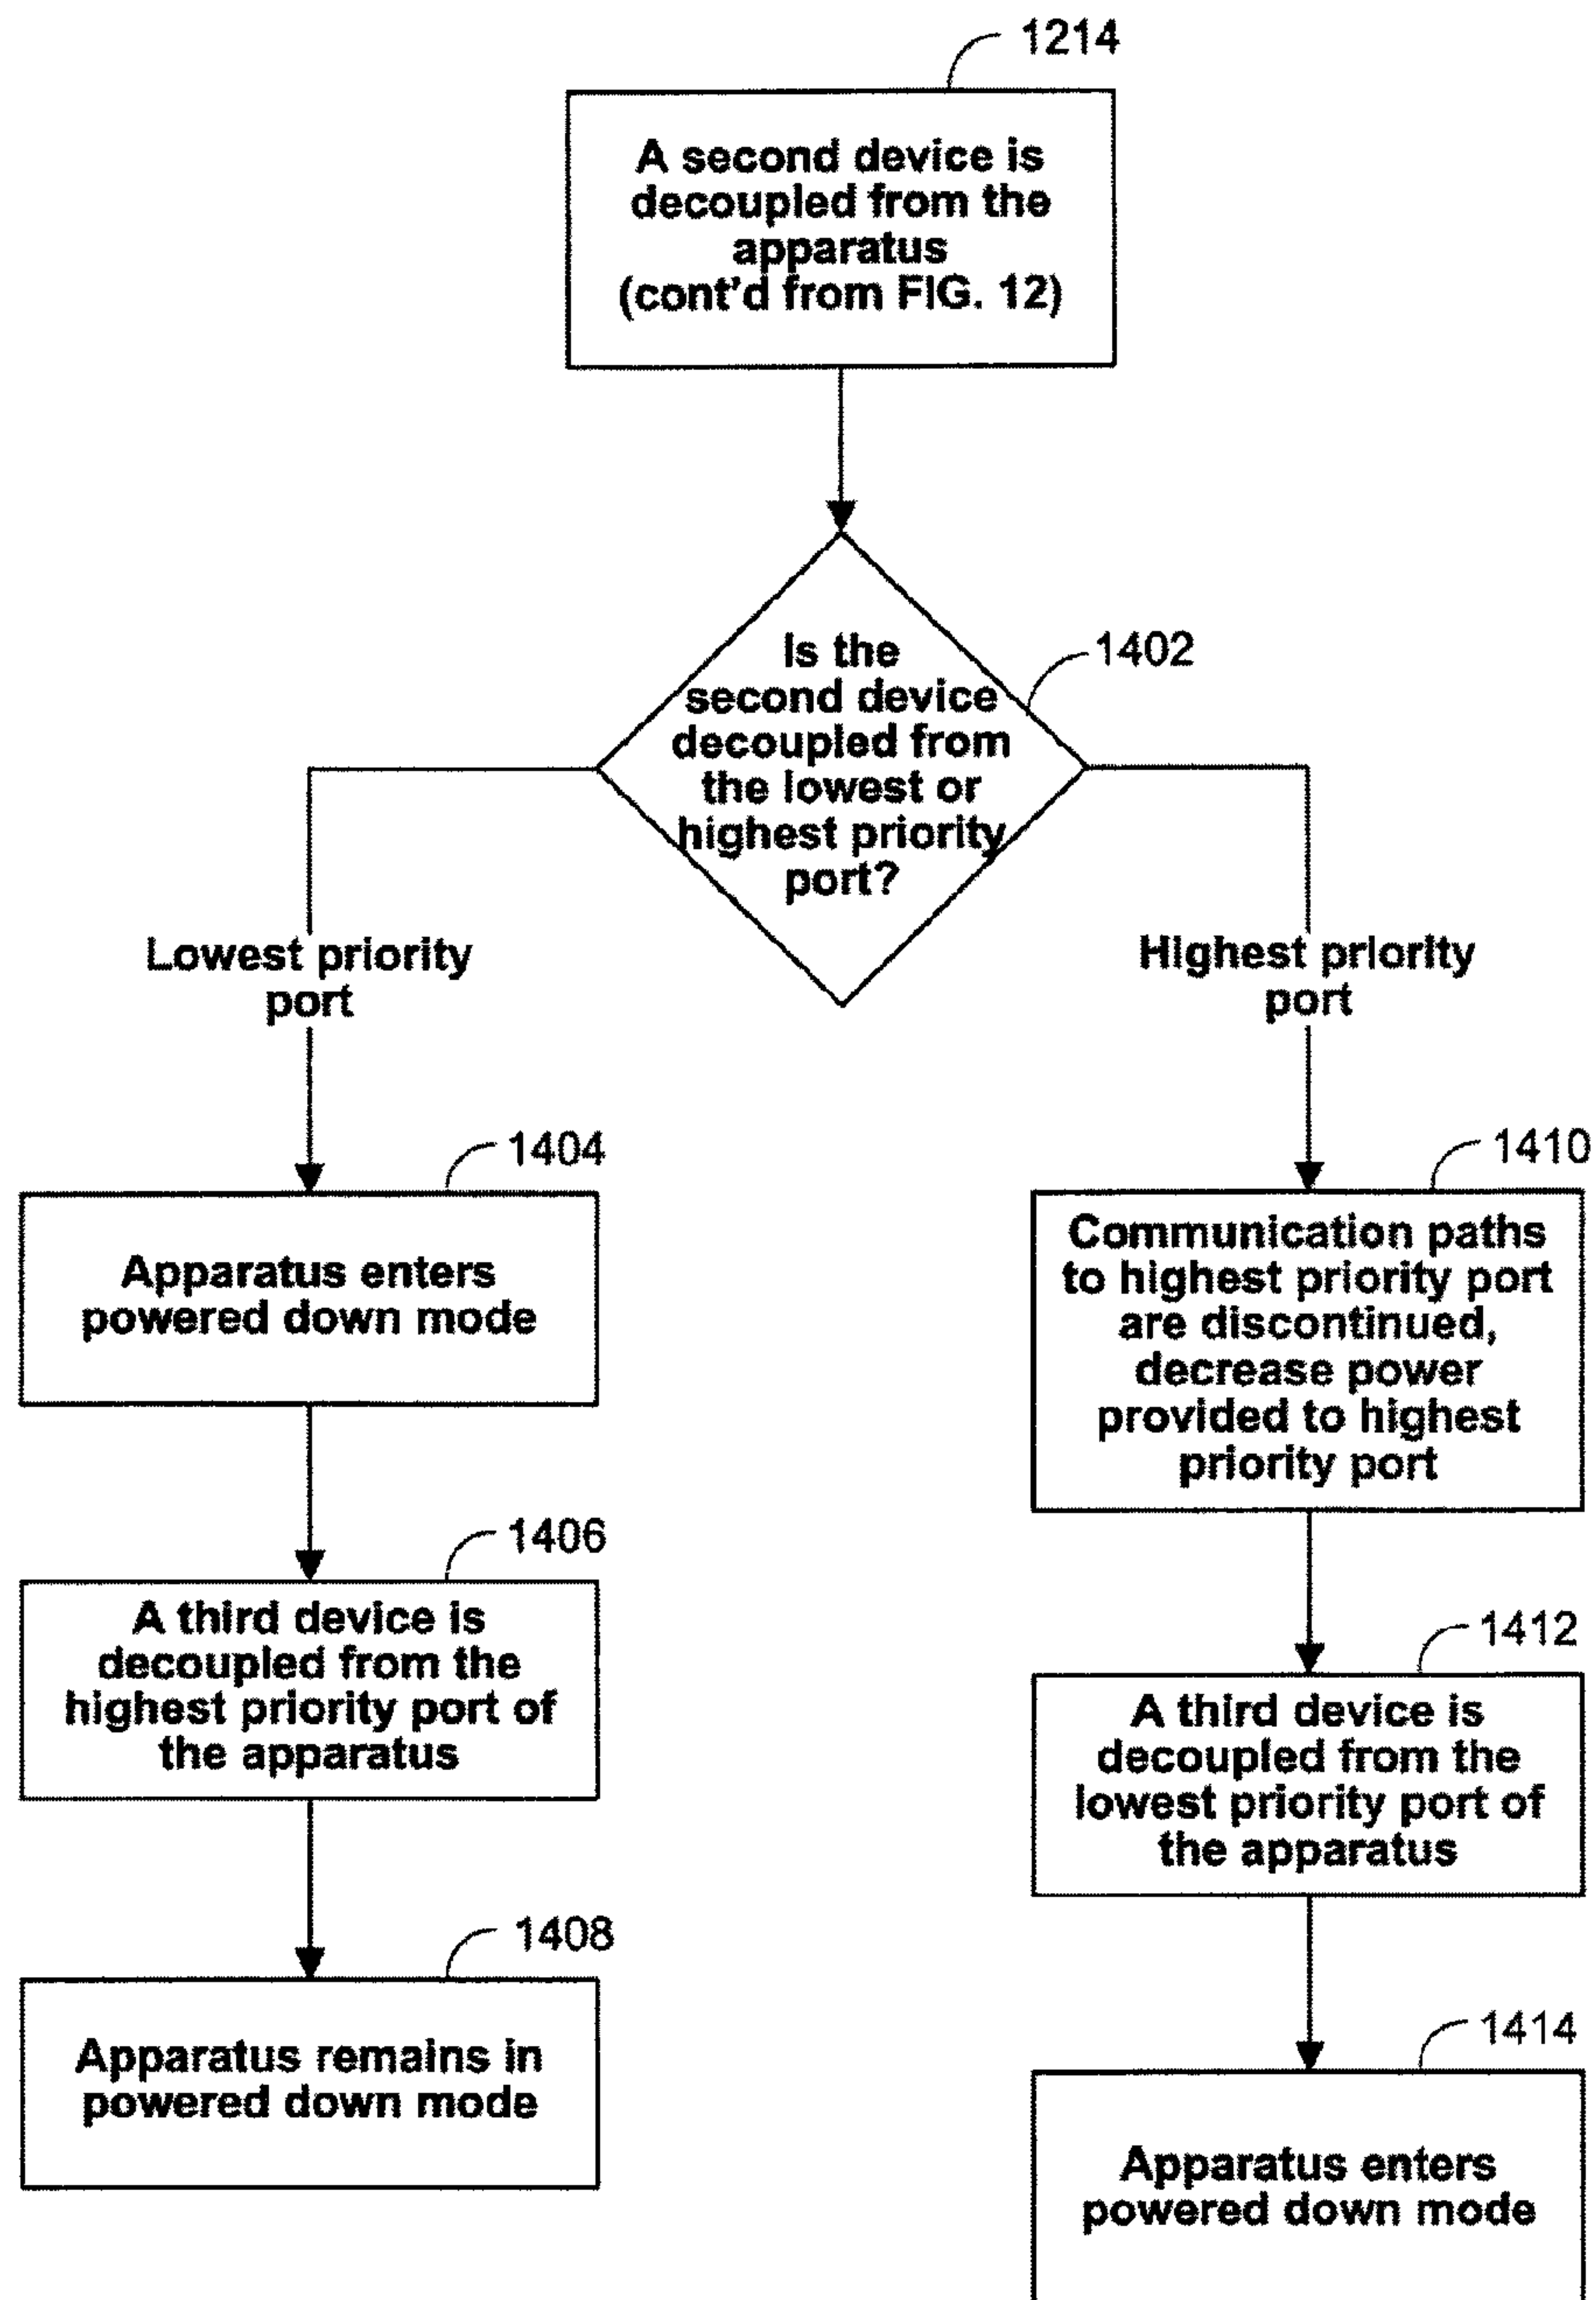 1214
A second device is
decoupled from the
apparatus
(cont'd from FIG. 12)
1402
Is the
second device
decoupled from
the lowest or
highest priority
port?
Lowest priority
port
Highest priority
port
1404
Apparatus enters
powered down mode
1406
A third device is
decoupled from the
highest priority port of
the apparatus
1408
Apparatus remains in
powered down mode
1410
Communication paths
to highest priority port
are discontinued,
decrease power
provided to highest
priority port
1412
A third device is
decoupled from the
lowest priority port of
the apparatus
1414
Apparatus enters
powered down mode